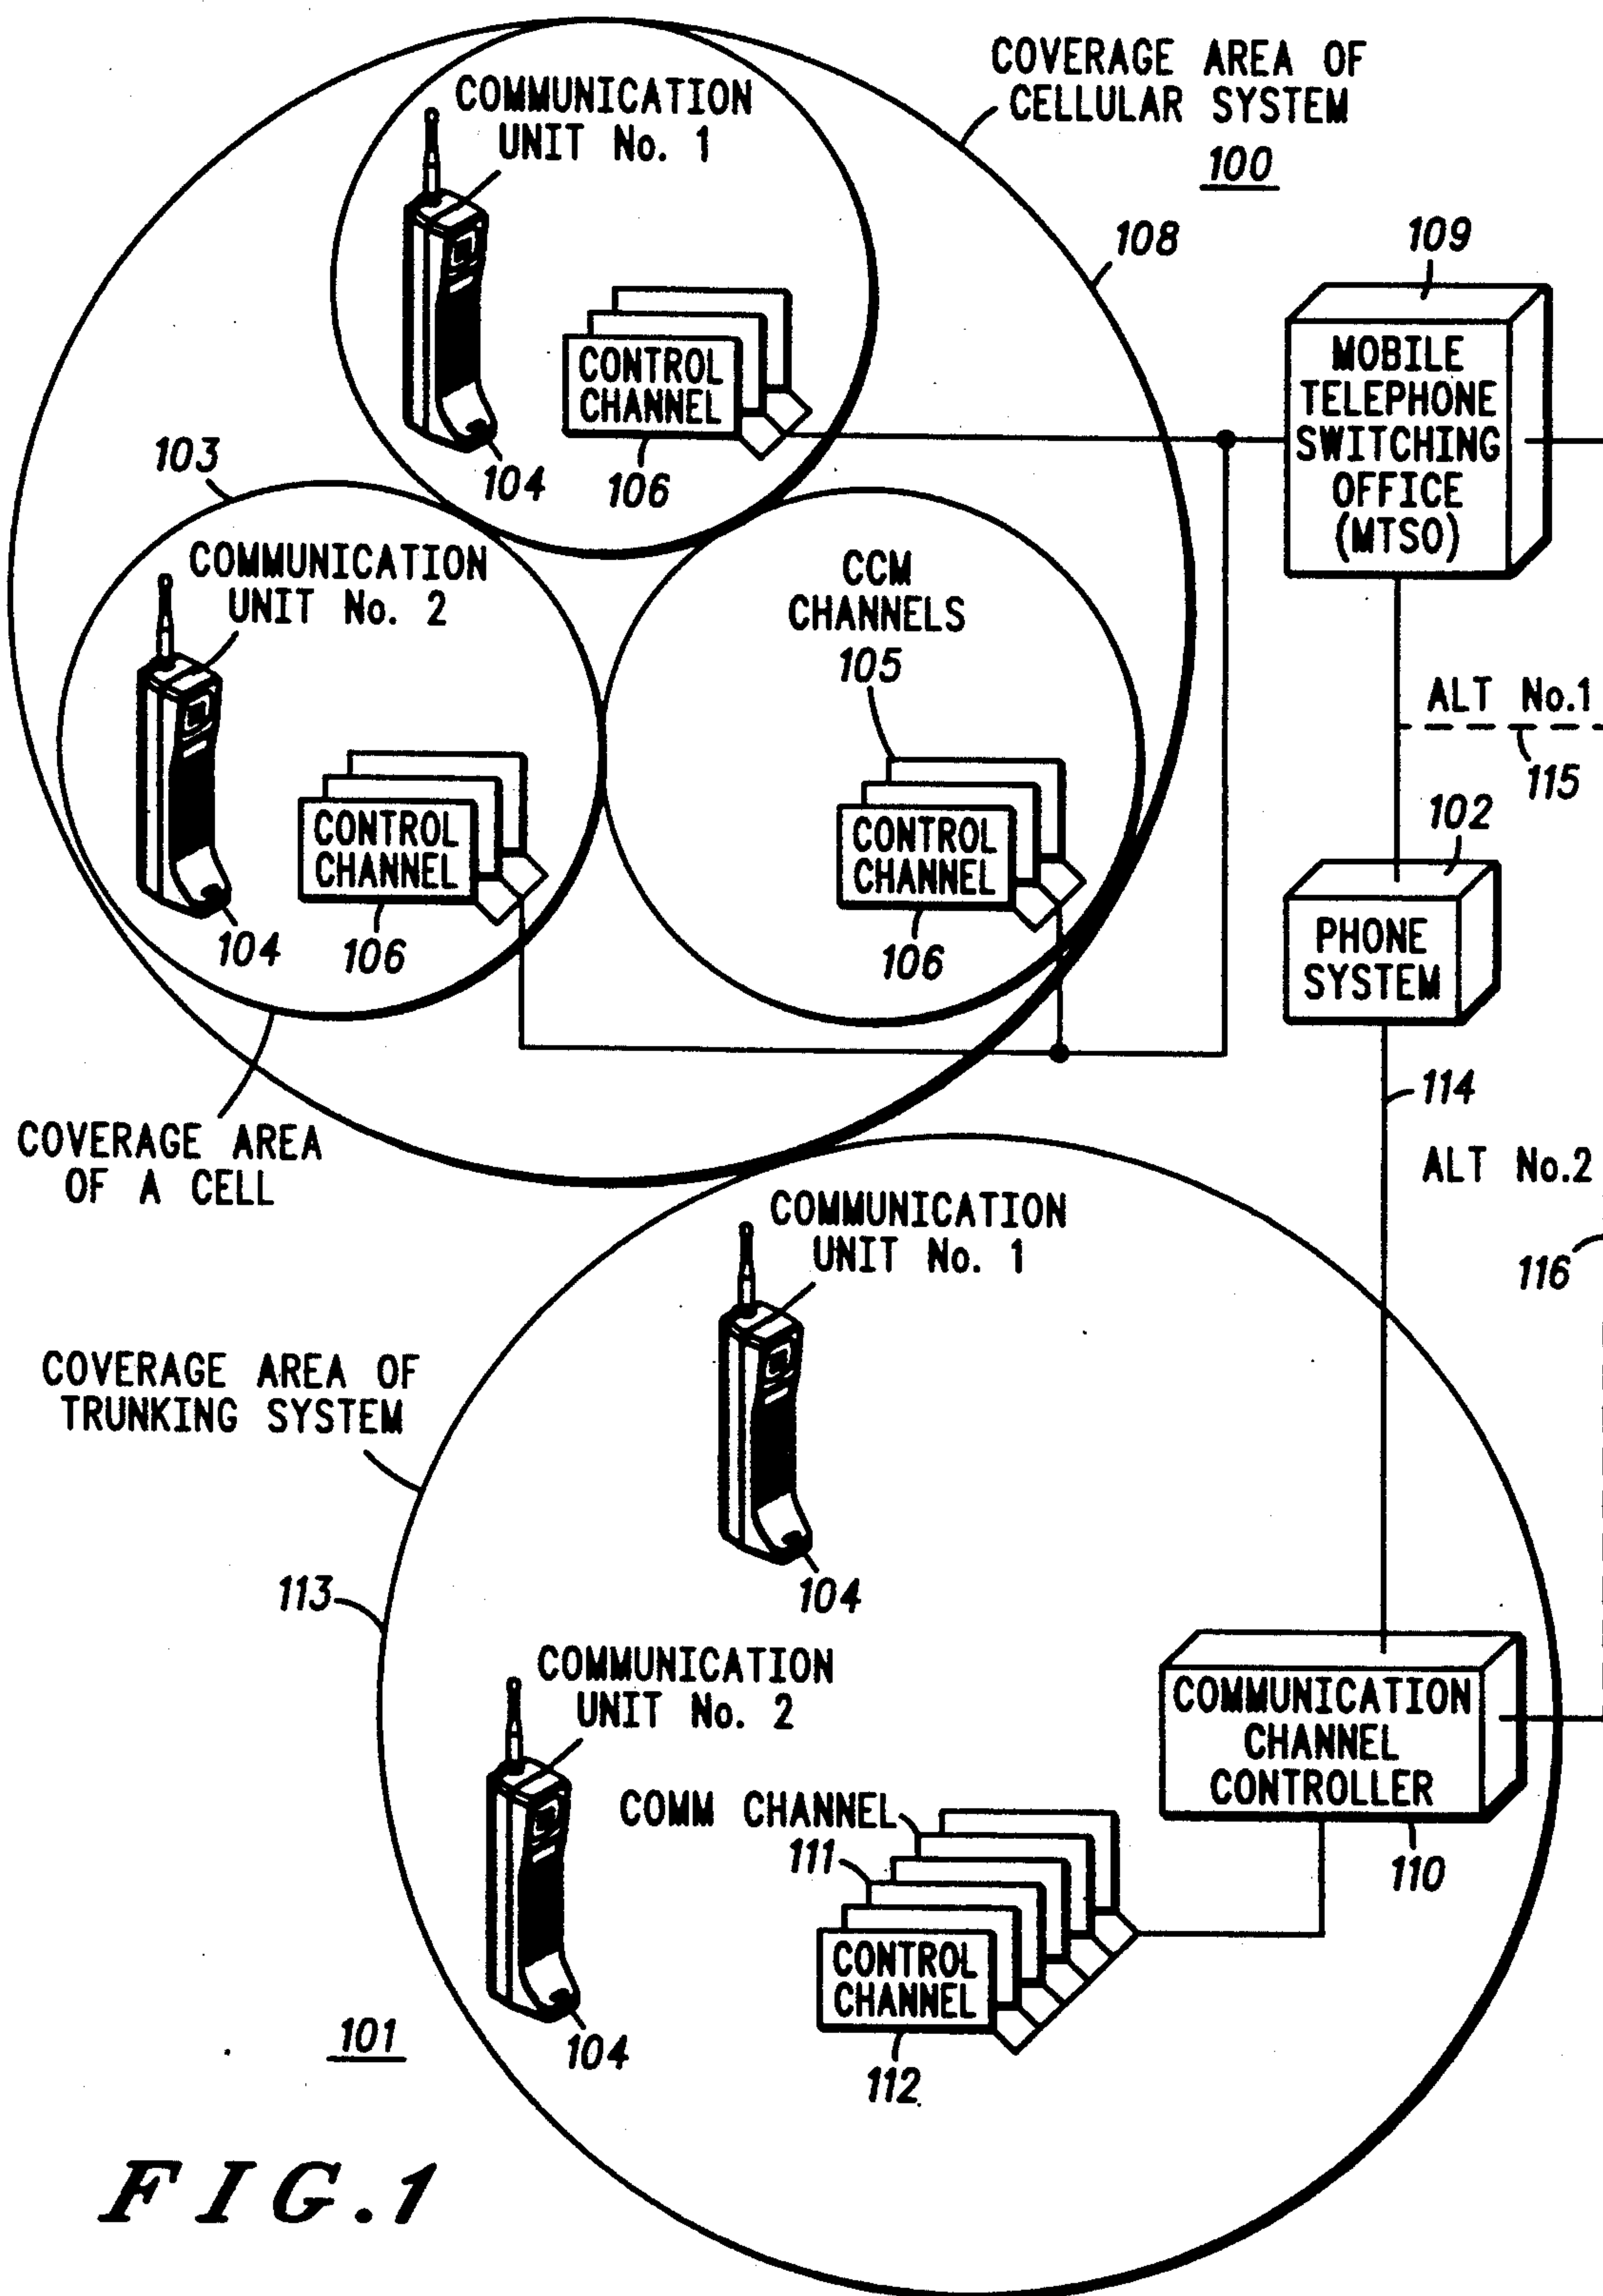 COVERAGE AREA OF
CELLULAR SYSTEM
100
COMMUNICATION
UNIT No. 1
108
109
MOBILE
TELEPHONE
SWITCHING
OFFICE
(MTSO)
CONTROL
CHANNEL
104
106
103
COMMUNICATION
UNIT No. 2
CCM
CHANNELS
105
ALT No.1
115
102
CONTROL
CHANNEL
CONTROL
CHANNEL
104
106
106
PHONE
SYSTEM
114
COVERAGE AREA
OF A CELL
ALT No.2
116
COMMUNICATION
UNIT No. 1
COVERAGE AREA OF
TRUNKING SYSTEM
113
104
COMMUNICATION
UNIT No. 2
COMMUNICATION
CHANNEL
CONTROLLER
COMM CHANNEL
111
110
CONTROL
CHANNEL
101
104
112
FIG.1